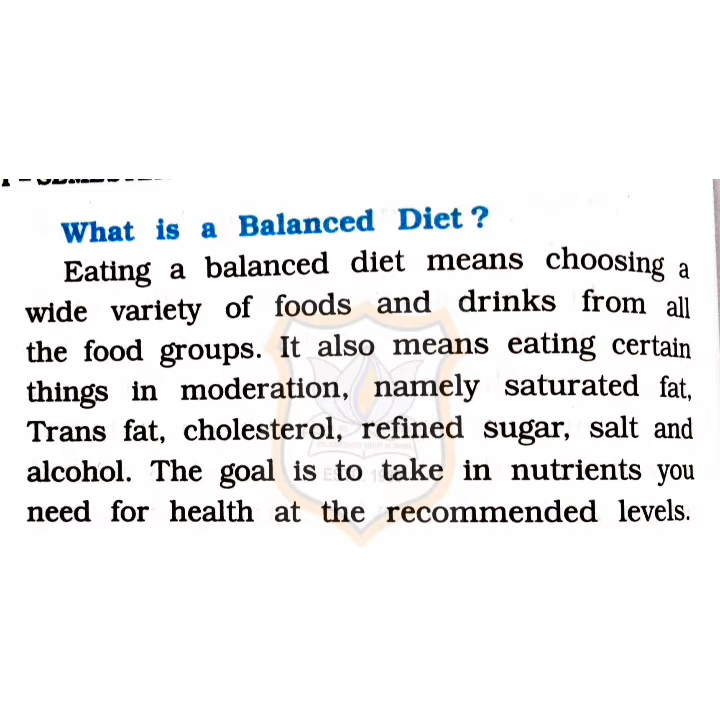 What is a Balanced Diet ?
Eating a balanced diet means choosing a
wide variety of foods and drinks from all
the food groups. It also means eating certain
things in moderation, namely saturated fat,
Trans fat, cholesterol, refined sugar, salt and
alcohol. The goal is to take in nutrients you
need for health at the recommended levels.